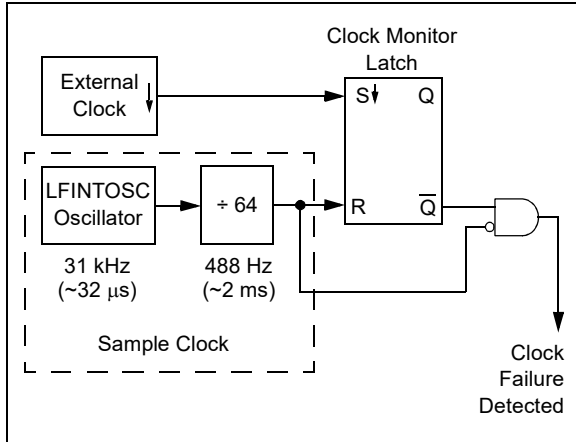 Clock Monitor
Latch
External
Clock
S
Q
LFINTOSC
Oscillator
÷ 64
R
Q̅
31 kHz
(~32 μs)
488 Hz
(~2 ms)
Sample Clock
Clock
Failure
Detected